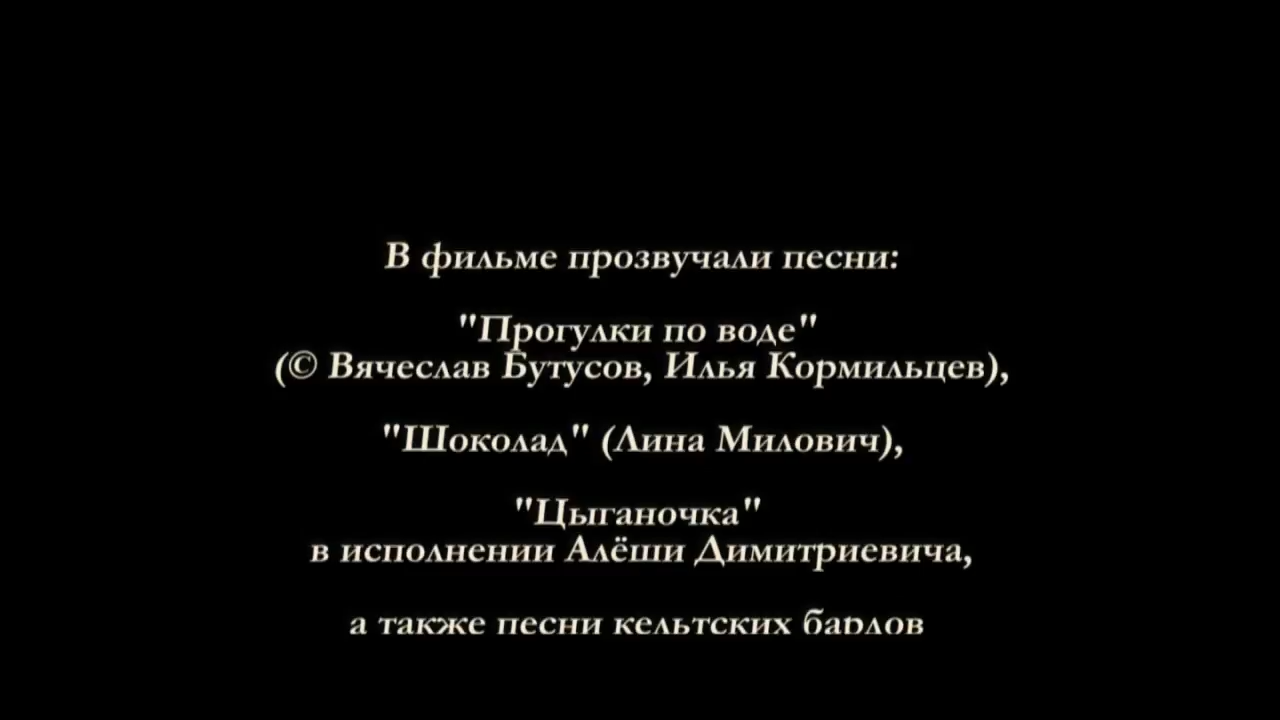 В фильме прозвучали песни:
"Прогулки по воде"
(© Вячеслав Бутусов, Илья Кормильцев),
"Шоколад" (Лина Милович),
"Цыганочка"
в исполнении Алёши Димитриевича,
а также песни кельтских бардов